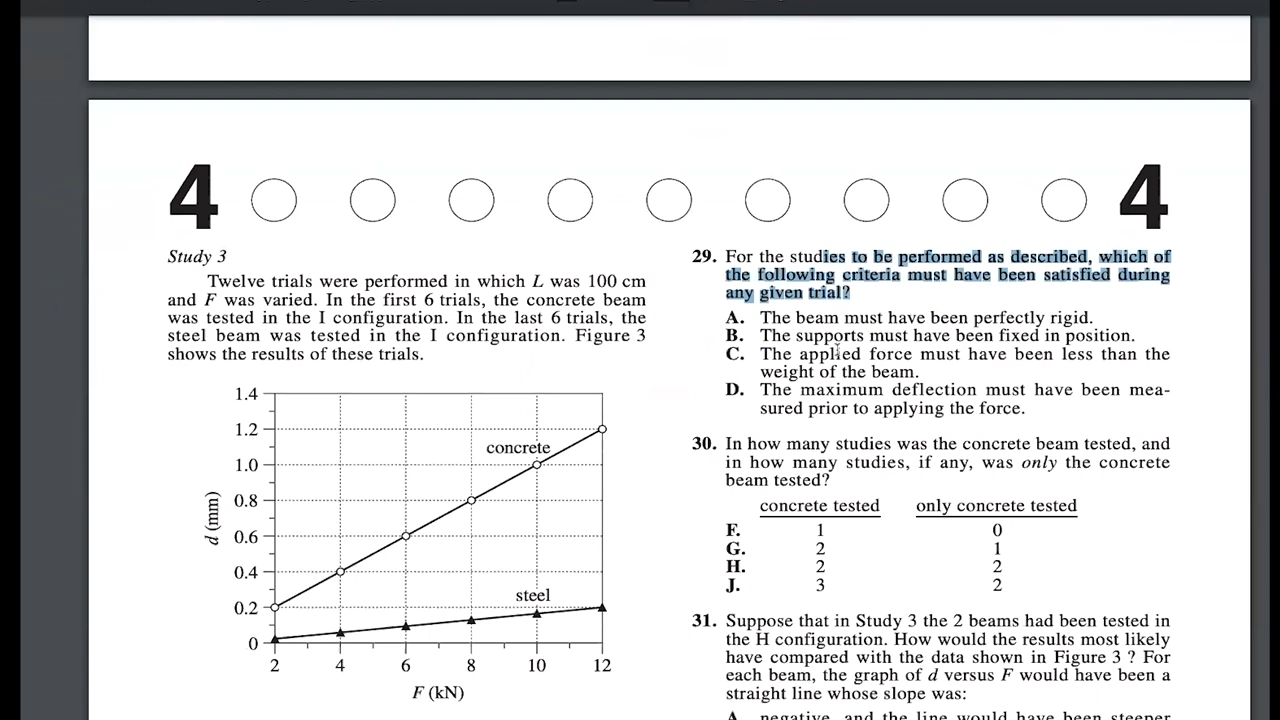 4 4
Study 3
Twelve trials were performed in which L was 100 cm
and F was varied. In the first 6 trials, the concrete beam
was tested in the I configuration. In the last 6 trials, the
steel beam was tested in the I configuration. Figure 3
shows the results of these trials.
1.4
1.2
1.0
0.8
0.6
0.4
0.2
0
d (mm)
concrete
steel
2 4 6 8 10 12
F (kN)
29. For the studies to be performed as described, which of
the following criteria must have been satisfied during
any given trial?
A. The beam must have been perfectly rigid.
B. The supports must have been fixed in position.
C. The applied force must have been less than the
weight of the beam.
D. The maximum deflection must have been mea-
sured prior to applying the force.
30. In how many studies was the concrete beam tested, and
in how many studies, if any, was only the concrete
beam tested?
concrete tested only concrete tested
F. 1 0
G. 2 1
H. 2 2
J. 3 2
31. Suppose that in Study 3 the 2 beams had been tested in
the H configuration. How would the results most likely
have compared with the data shown in Figure 3 ? For
each beam, the graph of d versus F would have been a
straight line whose slope was:
A. negative, and the line would have been steeper